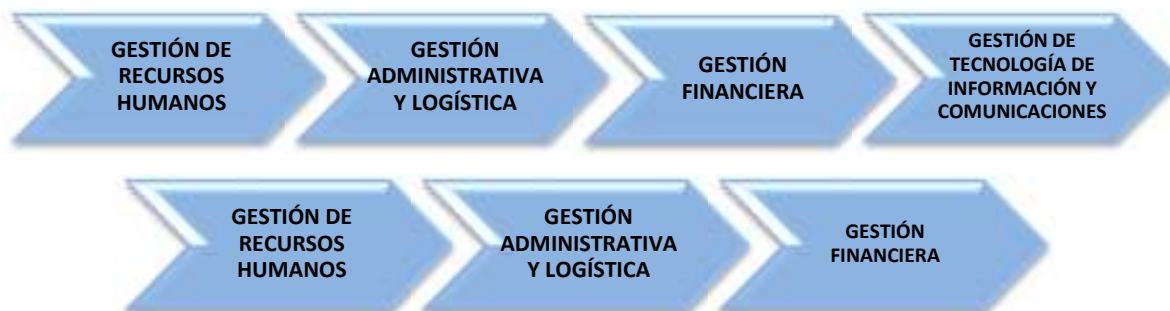 GESTIÓN DE
RECURSOS
HUMANOS
GESTIÓN
ADMINISTRATIVA
Y LOGÍSTICA
GESTIÓN
FINANCIERA
GESTIÓN DE
TECNOLOGÍA DE
INFORMACIÓN Y
COMUNICACIONES
GESTIÓN DE
RECURSOS
HUMANOS
GESTIÓN
ADMINISTRATIVA
Y LOGÍSTICA
GESTIÓN
FINANCIERA